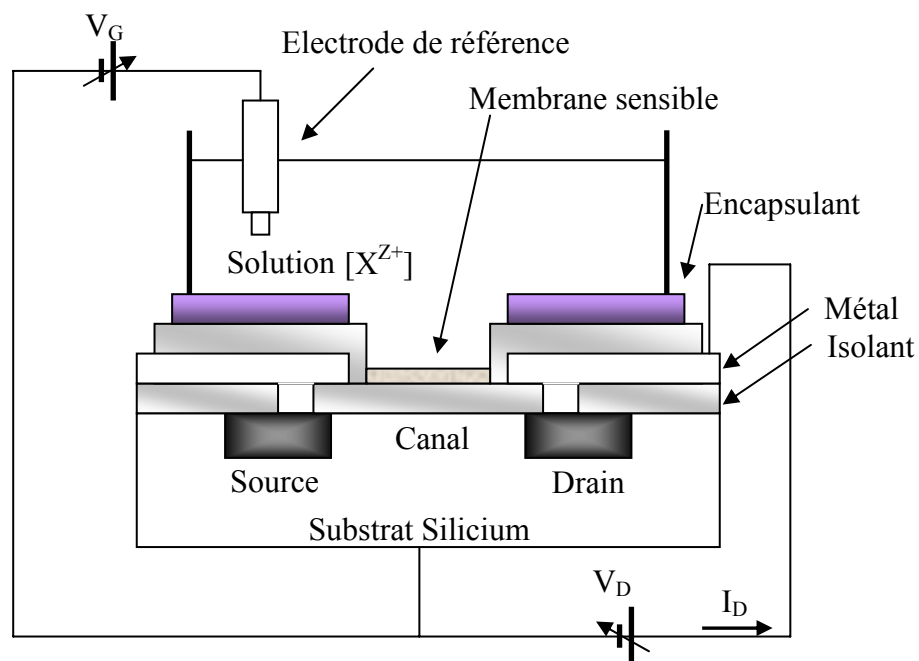 V_G
Electrode de référence
Membrane sensible
Encapsulant
Solution [X^{Z+}]
Métal
Isolant
Canal
Source
Drain
Substrat Silicium
V_D
I_D